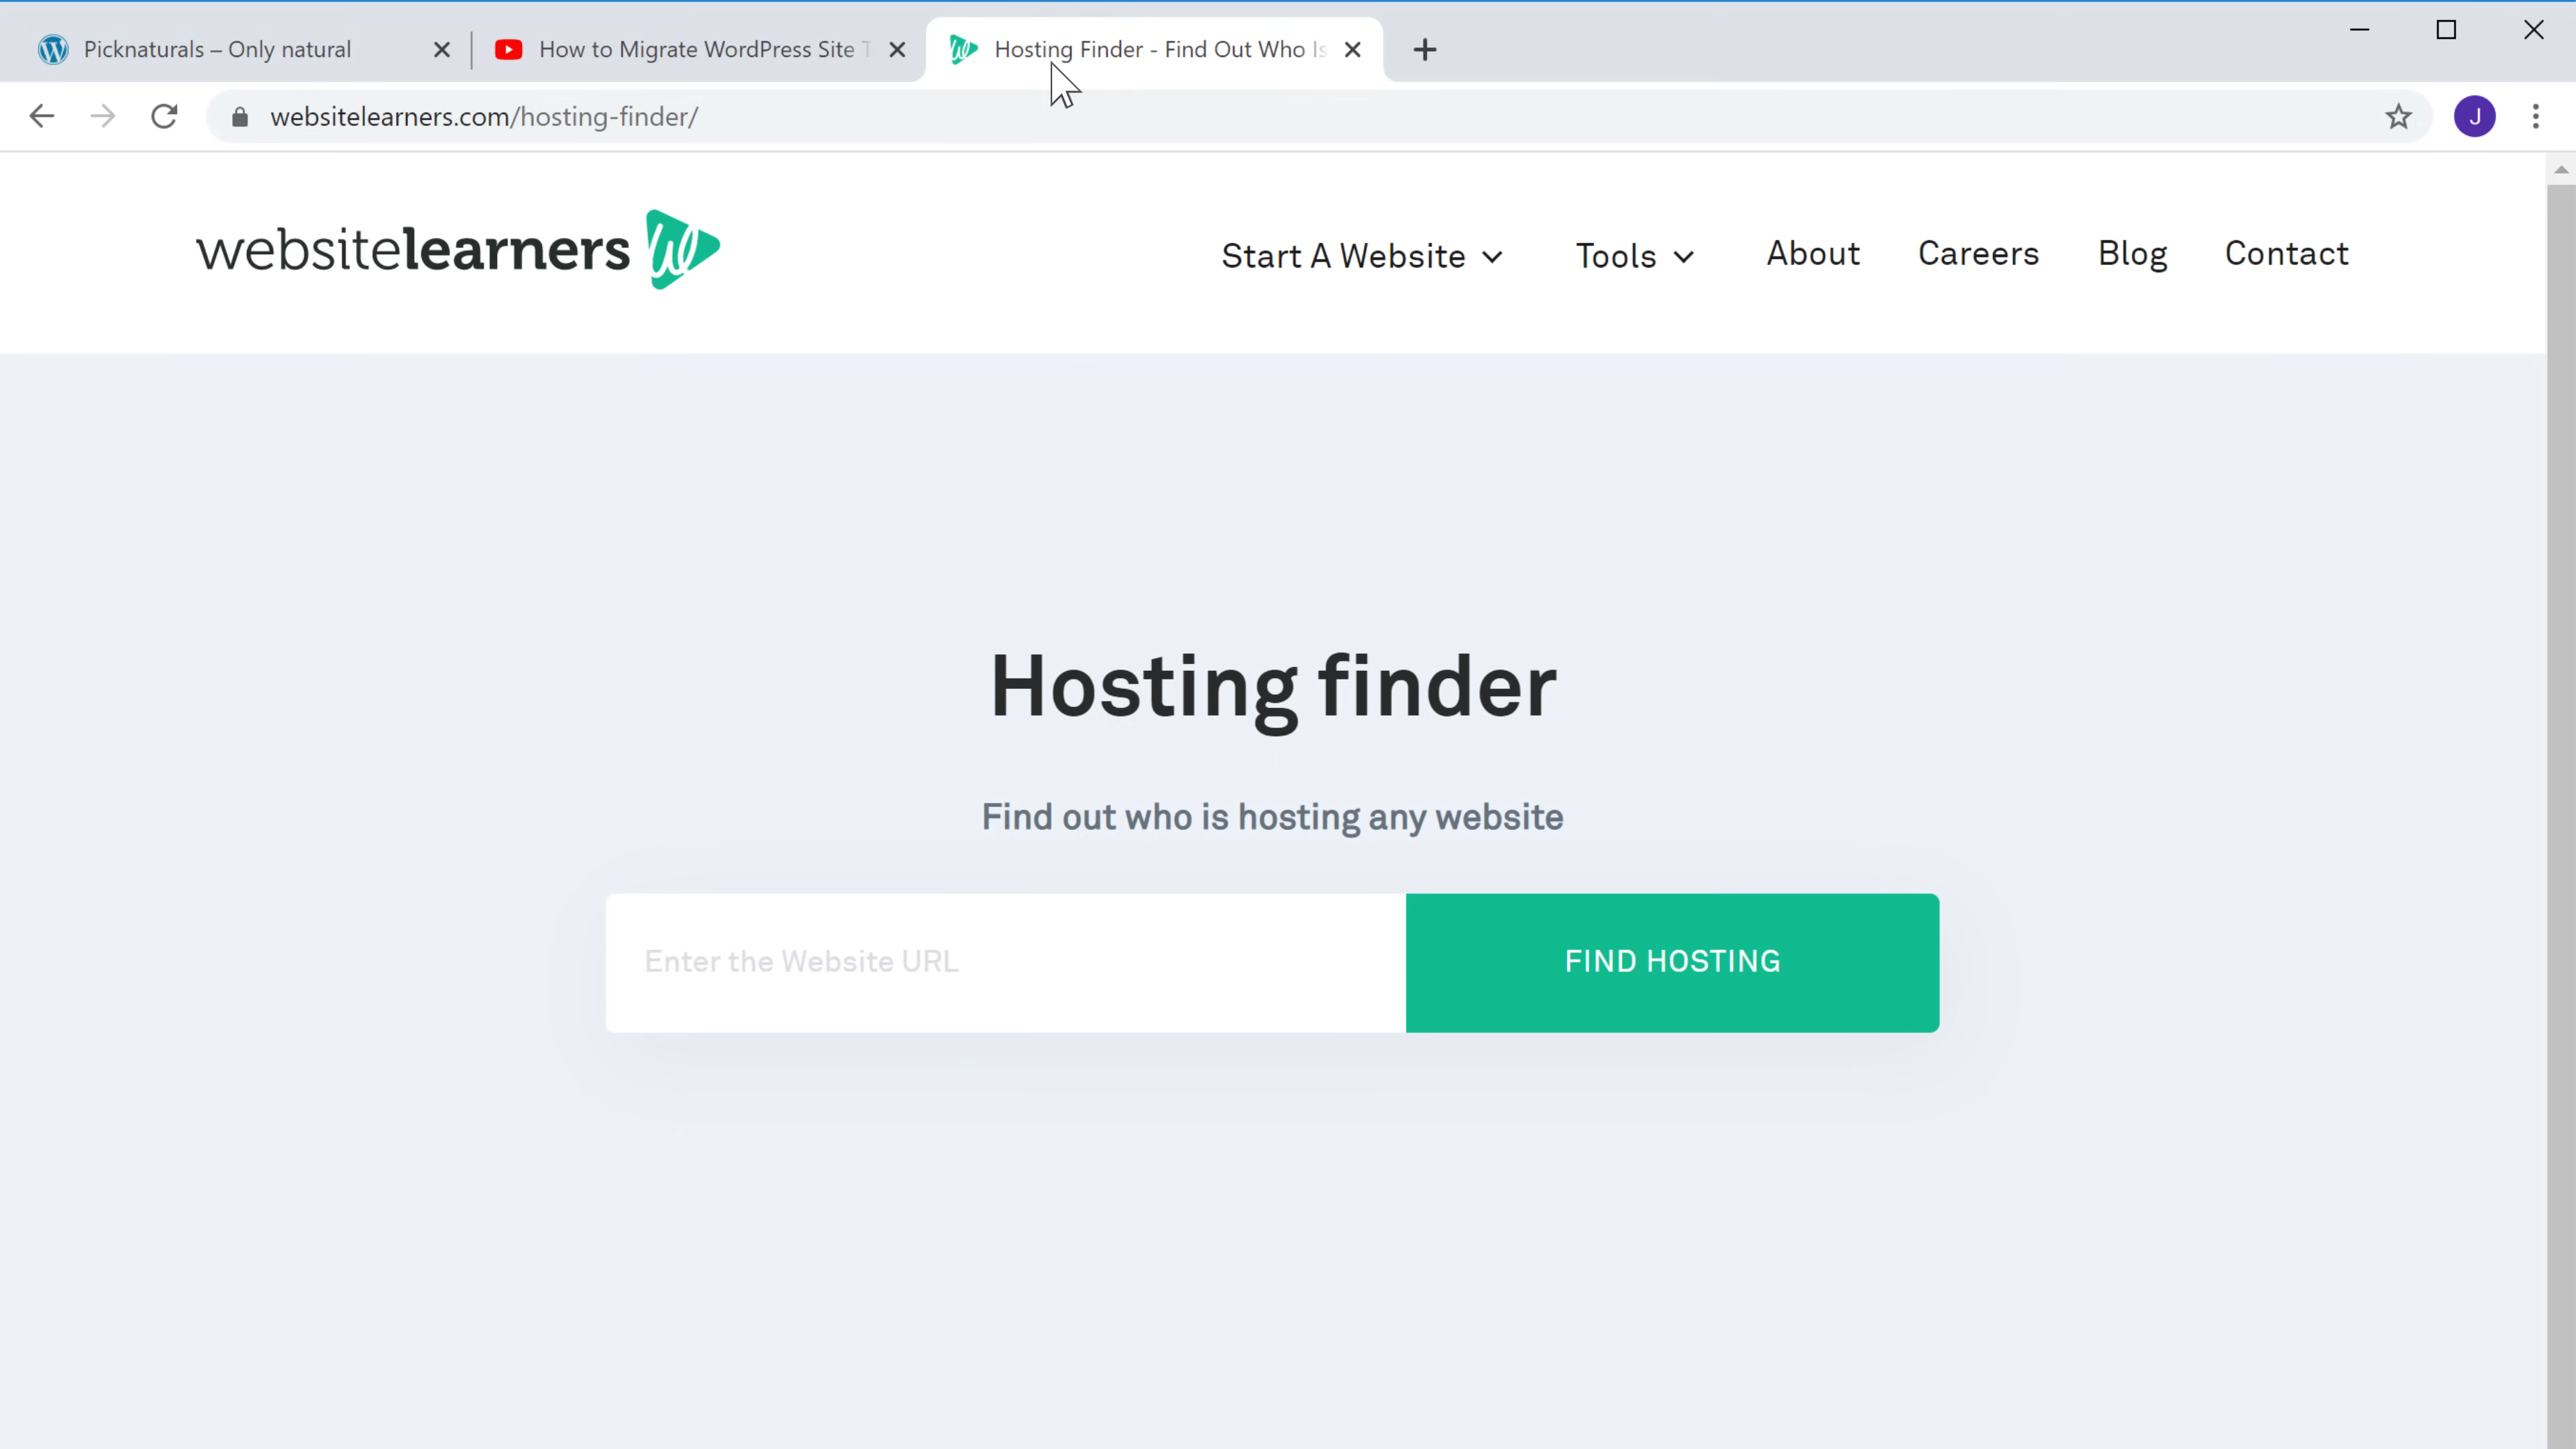 Picknaturals – Only natural
How to Migrate WordPress Site
Hosting Finder - Find Out Who Is
websitelearners.com/hosting-finder/
J
websitelearners
Start A Website
Tools
About
Careers
Blog
Contact
Hosting finder
Find out who is hosting any website
Enter the Website URL
FIND HOSTING